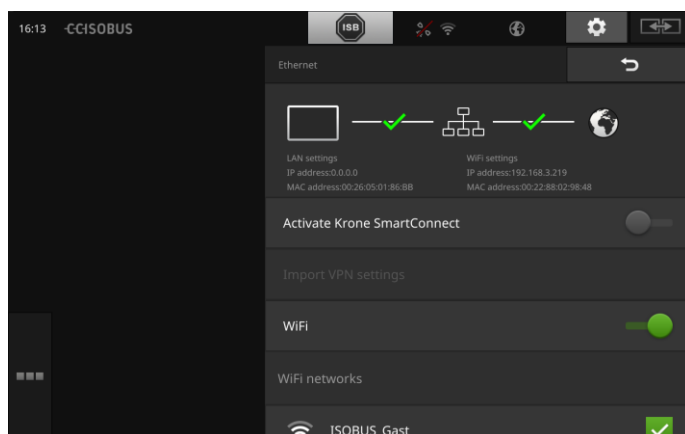 16:13
CCISOBUS
ISB
Ethernet
LAN settings
IP address:0.0.0.0
MAC address:00:26:05:01:86:BB
WiFi settings
IP address:192.168.3.219
MAC address:00:22:88:02:98:48
Activate Krone SmartConnect
Import VPN settings
WiFi
WiFi networks
ISOBUS_Gast